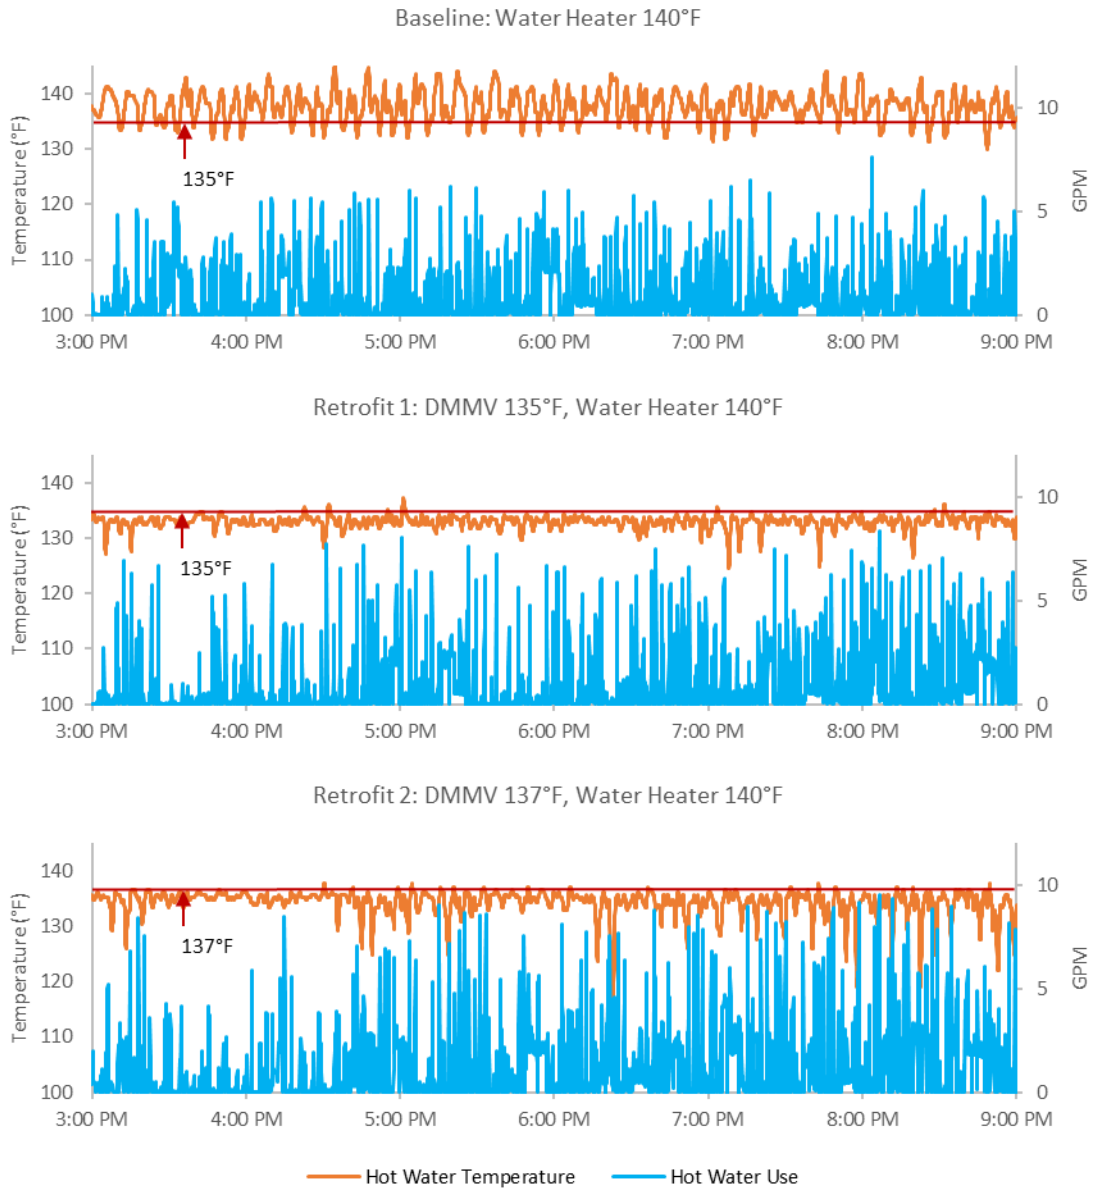 Baseline: Water Heater 140°F
140
130
120
110
100
Temperature (°F)
135°F
10
5
0
GPM
3:00 PM 4:00 PM 5:00 PM 6:00 PM 7:00 PM 8:00 PM 9:00 PM
Retrofit 1: DMMV 135°F, Water Heater 140°F
140
130
120
110
100
Temperature (°F)
135°F
10
5
0
GPM
3:00 PM 4:00 PM 5:00 PM 6:00 PM 7:00 PM 8:00 PM 9:00 PM
Retrofit 2: DMMV 137°F, Water Heater 140°F
140
130
120
110
100
Temperature (°F)
137°F
10
5
0
GPM
3:00 PM 4:00 PM 5:00 PM 6:00 PM 7:00 PM 8:00 PM 9:00 PM
Hot Water Temperature Hot Water Use